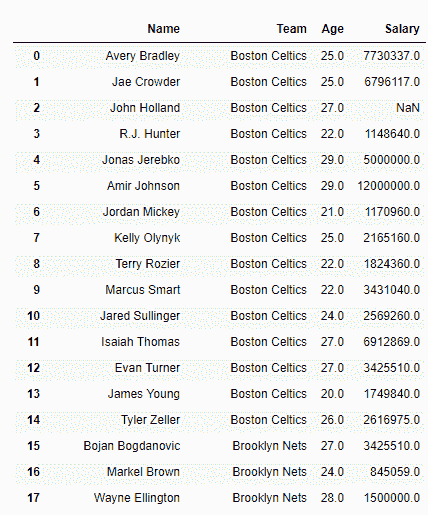 Name Team Age Salary
0 Avery Bradley Boston Celtics 25.0 7730337.0
1 Jae Crowder Boston Celtics 25.0 6796117.0
2 John Holland Boston Celtics 27.0 NaN
3 R.J. Hunter Boston Celtics 22.0 1148640.0
4 Jonas Jerebko Boston Celtics 29.0 5000000.0
5 Amir Johnson Boston Celtics 29.0 12000000.0
6 Jordan Mickey Boston Celtics 21.0 1170960.0
7 Kelly Olynyk Boston Celtics 25.0 2165160.0
8 Terry Rozier Boston Celtics 22.0 1824360.0
9 Marcus Smart Boston Celtics 22.0 3431040.0
10 Jared Sullinger Boston Celtics 24.0 2569260.0
11 Isaiah Thomas Boston Celtics 27.0 6912869.0
12 Evan Turner Boston Celtics 27.0 3425510.0
13 James Young Boston Celtics 20.0 1749840.0
14 Tyler Zeller Boston Celtics 26.0 2616975.0
15 Bojan Bogdanovic Brooklyn Nets 27.0 3425510.0
16 Markel Brown Brooklyn Nets 24.0 845059.0
17 Wayne Ellington Brooklyn Nets 28.0 1500000.0